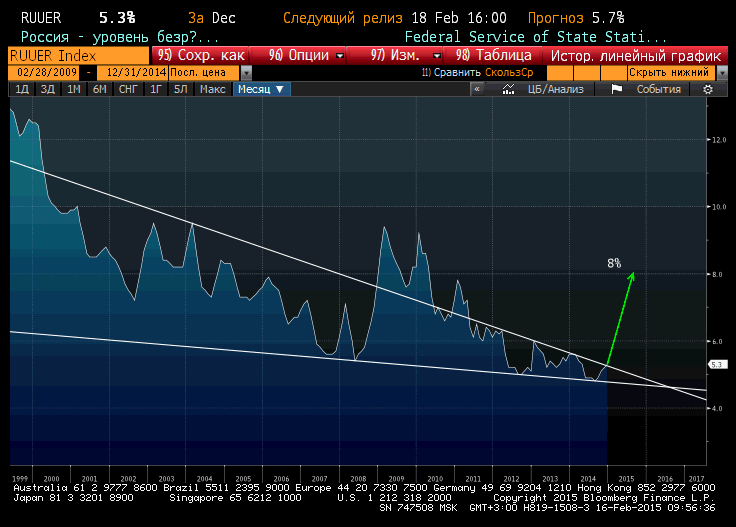 RUUER 5.3% За Dec Следующий релиз 18 Feb 16:00 Прогноз 5.7%
Россия - уровень безр?... Federal Service of State Stati...
RUUER Index 95) Сохр. как 96) Опции 97) Изм. 98) Таблица Истор. линейный график
02/28/2009 - 12/31/2014 Посл. цена 11) Сравнить СкользСр Скрыть нижний
1Д 3Д 1М 6М СНГ 1Г 5Л Макс Месяц ▼ « ЦБ/Анализ События
12.0
10.0
8%
8.0
6.0
5.3
4.0
1999 2000 2001 2002 2003 2004 2005 2006 2007 2008 2009 2010 2011 2012 2013 2014 2015 2016 2017
Australia 61 2 9777 8600 Brazil 5511 2395 9000 Europe 44 20 7330 7500 Germany 49 69 9204 1210 Hong Kong 852 2977 6000
Japan 81 3 3201 8900 Singapore 65 6212 1000 U.S. 1 212 318 2000 Copyright 2015 Bloomberg Finance L.P.
SN 747508 MSK GMT+3:00 H819-1508-3 16-Feb-2015 09:56:36